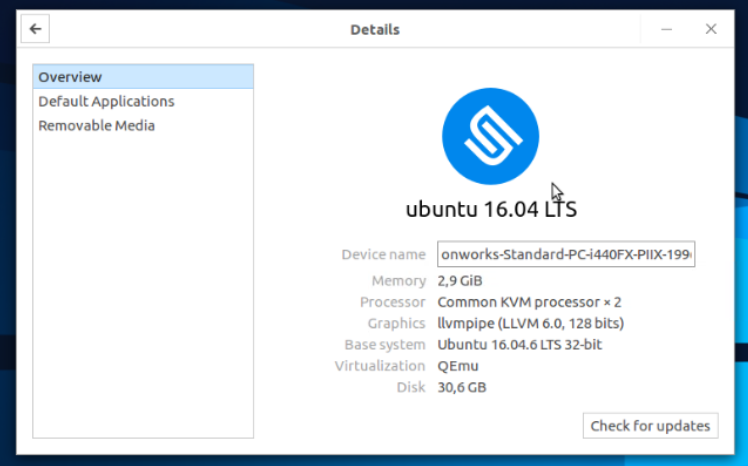 Details
Overview
Default Applications
Removable Media
ubuntu 16.04 LTS
Device name onworks-Standard-PC-i440FX-PIIX-199
Memory 2,9 GiB
Processor Common KVM processor × 2
Graphics llvmpipe (LLVM 6.0, 128 bits)
Base system Ubuntu 16.04.6 LTS 32-bit
Virtualization QEmu
Disk 30,6 GB
Check for updates